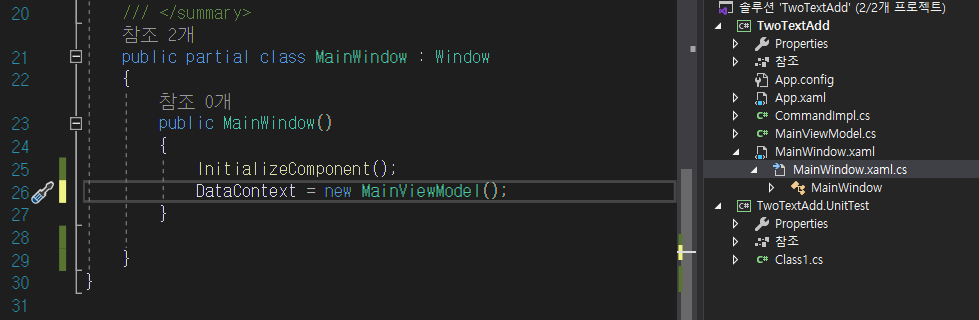 20 /// </summary>
참조 2개
21 public partial class MainWindow : Window
22 {
참조 0개
23 public MainWindow()
24 {
25 InitializeComponent();
26 DataContext = new MainViewModel();
27 }
28
29 }
30 }
31
솔루션 'TwoTextAdd' (2/2개 프로젝트)
C# TwoTextAdd
Properties
참조
App.config
App.xaml
C# CommandImpl.cs
C# MainViewModel.cs
MainWindow.xaml
MainWindow.xaml.cs
MainWindow
C# TwoTextAdd.UnitTest
Properties
참조
C# Class1.cs